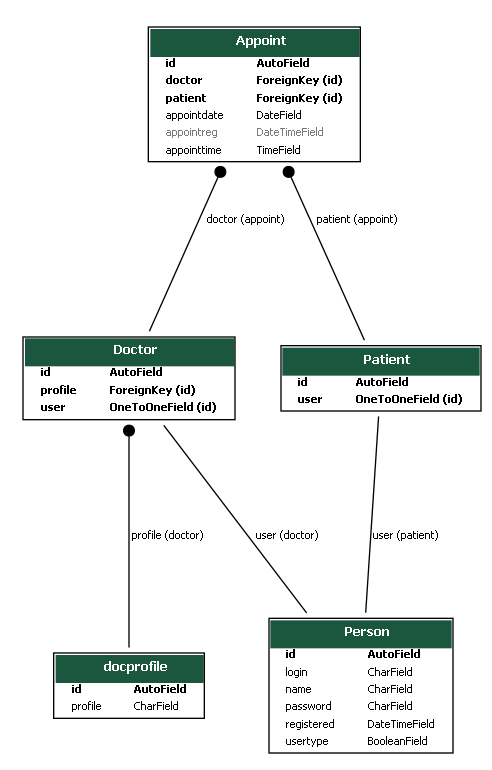 Appoint
id AutoField
doctor ForeignKey (id)
patient ForeignKey (id)
appointdate DateField
appointreg DateTimeField
appointtime TimeField
doctor (appoint)
patient (appoint)
Doctor
id AutoField
profile ForeignKey (id)
user OneToOneField (id)
Patient
id AutoField
user OneToOneField (id)
profile (doctor)
user (doctor)
user (patient)
docprofile
id AutoField
profile CharField
Person
id AutoField
login CharField
name CharField
password CharField
registered DateTimeField
usertype BooleanField